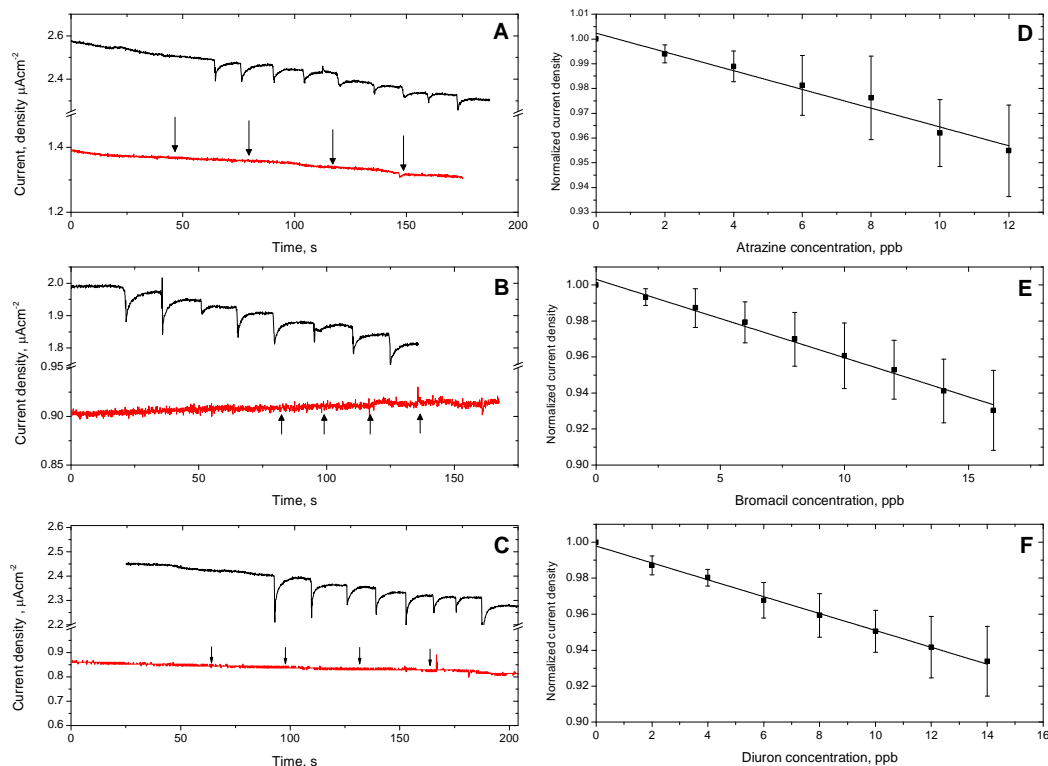 A
Current, density µAcm-2
2.6
2.4
1.4
1.2
0 50 100 150 200
Time, s
D
Normalized current density
1.01
1.00
0.99
0.98
0.97
0.96
0.95
0.94
0.93
0 2 4 6 8 10 12
Atrazine concentration, ppb
B
Current density, µAcm-2
2.0
1.9
1.8
0.95
0.90
0.85
0 50 100 150
Time, s
E
Normalized current density
1.00
0.98
0.96
0.94
0.92
0.90
0 5 10 15
Bromacil concentration, ppb
C
Current density , µAcm-2
2.6
2.5
2.4
2.3
2.2
0.9
0.8
0.7
0.6
0 50 100 150 200
Time, s
F
Normalized current density
1.00
0.98
0.96
0.94
0.92
0.90
0 2 4 6 8 10 12 14 16
Diuron concentration, ppb